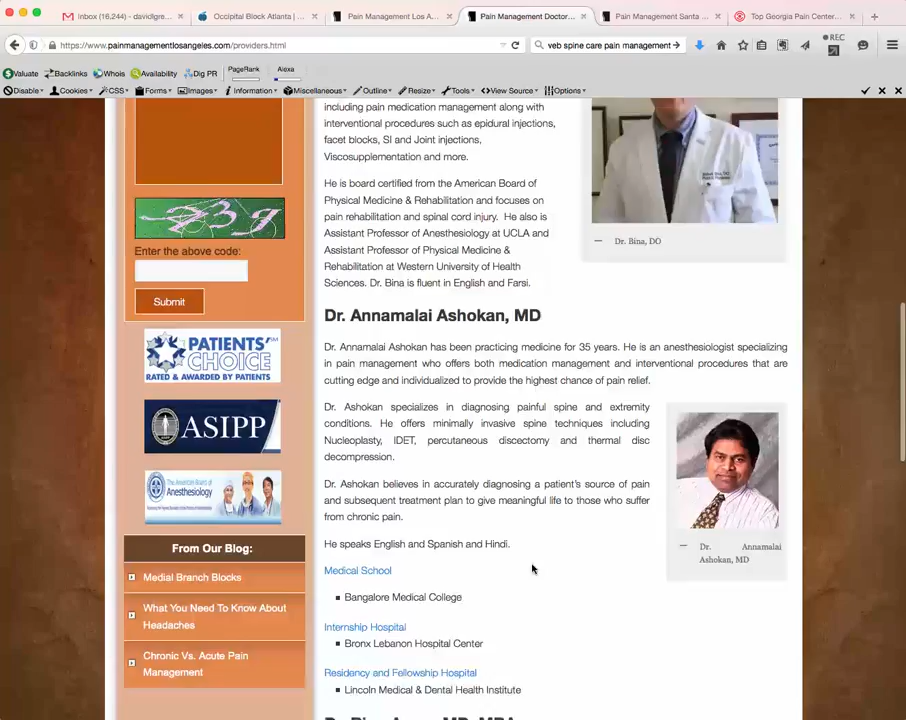 Inbox (16,244) — davidlgre...
Occipital Block Atlanta | ...
Pain Management Los A...
Pain Management Doctor...
Pain Management Santa ...
Top Georgia Pain Center...
https://www.painmanagementlosangeles.com/providers.html
veb spine care pain management
REC
Valuate
Backlinks
Whois
Availability
Dig PR
PageRank
Alexa
Disable
Cookies
CSS
Forms
Images
Information
Miscellaneous
Outline
Resize
Tools
View Source
Options
Enter the above code:
Submit
PATIENTS' CHOICE
RATED & AWARDED BY PATIENTS
ASIPP
The American Board of
Anesthesiology
From Our Blog:
Medial Branch Blocks
What You Need To Know About
Headaches
Chronic Vs. Acute Pain
Management
including pain medication management along with
interventional procedures such as epidural injections,
facet blocks, SI and Joint injections,
Viscosupplementation and more.
He is board certified from the American Board of
Physical Medicine & Rehabilitation and focuses on
pain rehabilitation and spinal cord injury. He also is
Assistant Professor of Anesthesiology at UCLA and
Assistant Professor of Physical Medicine &
Rehabilitation at Western University of Health
Sciences. Dr. Bina is fluent in English and Farsi.
— Dr. Bina, DO
Dr. Annamalai Ashokan, MD
Dr. Annamalai Ashokan has been practicing medicine for 35 years. He is an anesthesiologist specializing
in pain management who offers both medication management and interventional procedures that are
cutting edge and individualized to provide the highest chance of pain relief.
Dr. Ashokan specializes in diagnosing painful spine and extremity
conditions. He offers minimally invasive spine techniques including
Nucleoplasty, IDET, percutaneous discectomy and thermal disc
decompression.
Dr. Ashokan believes in accurately diagnosing a patient's source of pain
and subsequent treatment plan to give meaningful life to those who suffer
from chronic pain.
He speaks English and Spanish and Hindi.
— Dr. Annamalai
Ashokan, MD
Medical School
Bangalore Medical College
Internship Hospital
Bronx Lebanon Hospital Center
Residency and Fellowship Hospital
Lincoln Medical & Dental Health Institute